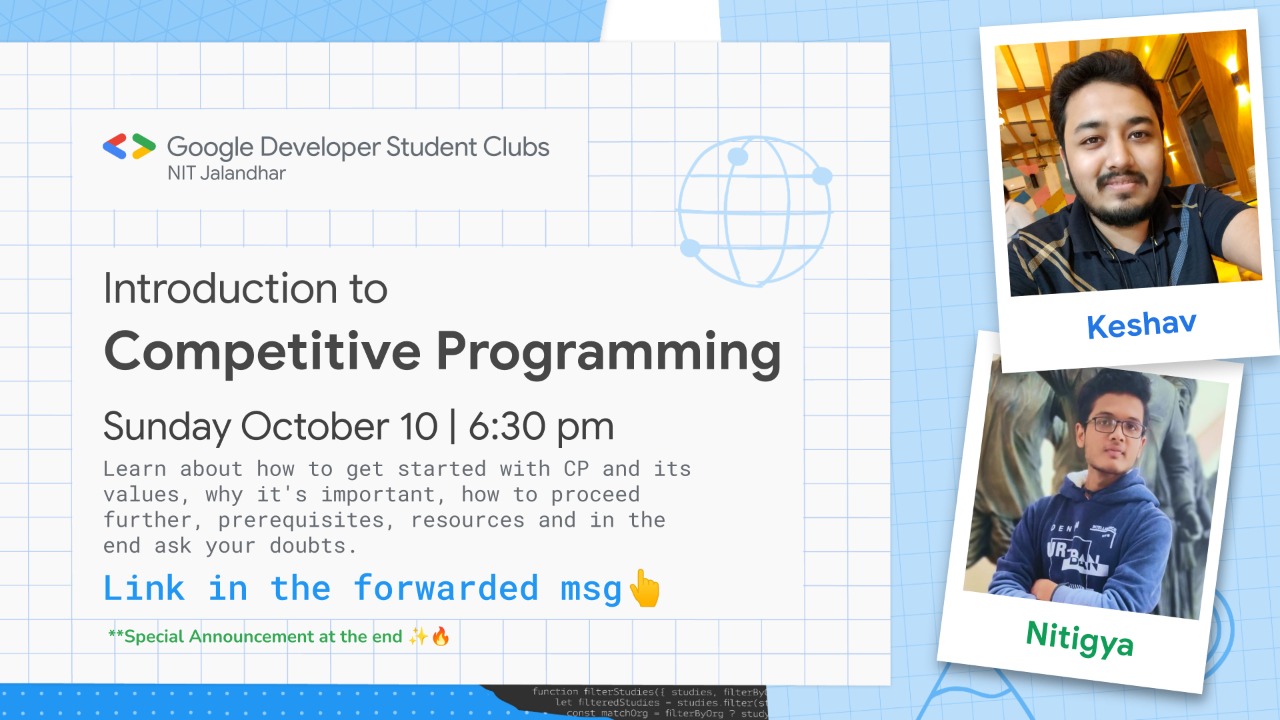 Google Developer Student Clubs
NIT Jalandhar
Introduction to
Competitive Programming
Sunday October 10 | 6:30 pm
Learn about how to get started with CP and its
values, why it's important, how to proceed
further, prerequisites, resources and in the
end ask your doubts.
Link in the forwarded msg👆
**Special Announcement at the end ✨🔥
Keshav
URBAN
Nitigya
function filterStudies({ studies, filterBy
let filteredStudies = studies.filter(st
const matchOrg = filterByOrg ? study